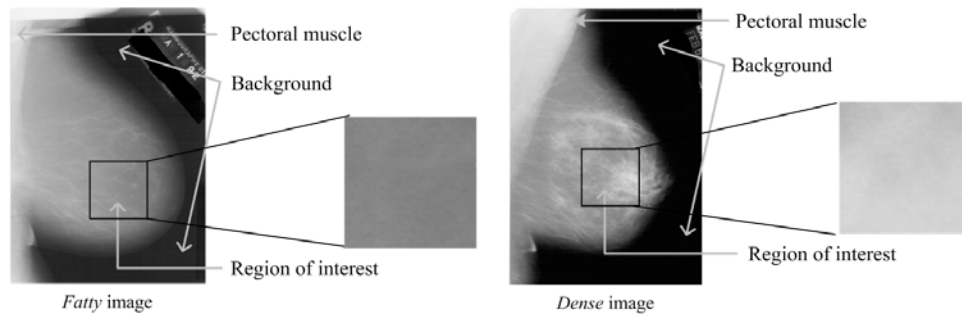 Pectoral muscle
Background
Region of interest
Fatty image
Pectoral muscle
Background
Region of interest
Dense image